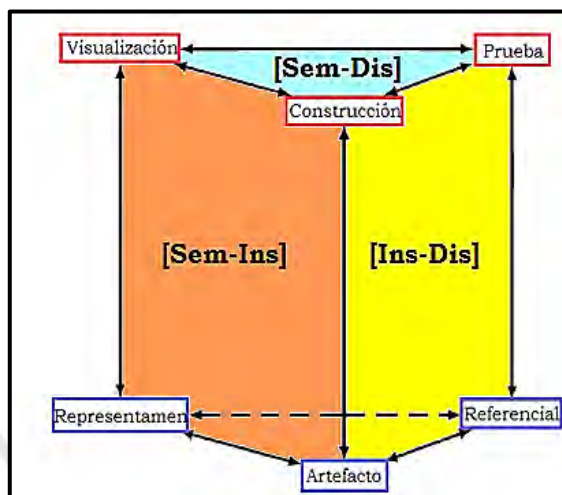 Visualización
Prueba
[Sem-Dis]
Construcción
[Sem-Ins]
[Ins-Dis]
Representamen
Referencial
Artefacto